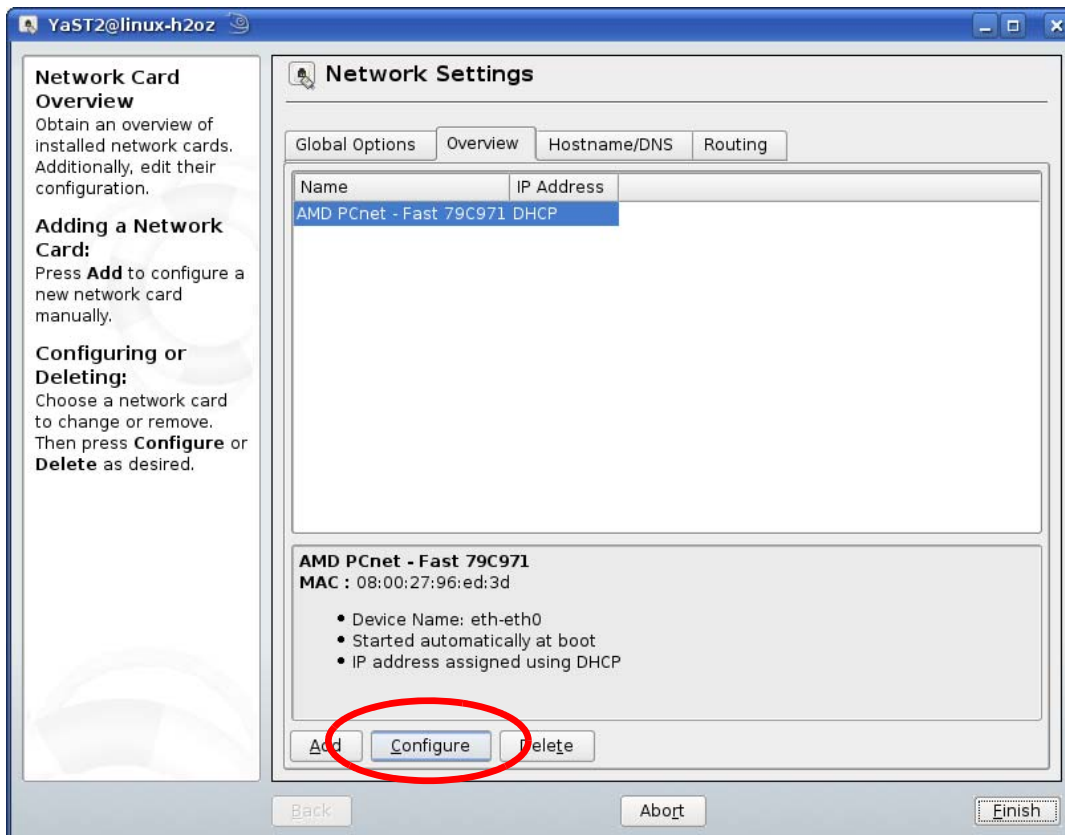 YaST2@linux-h2oz
Network Card
Overview
Obtain an overview of
installed network cards.
Additionally, edit their
configuration.
Adding a Network
Card:
Press Add to configure a
new network card
manually.
Configuring or
Deleting:
Choose a network card
to change or remove.
Then press Configure or
Delete as desired.
Network Settings
Global Options Overview Hostname/DNS Routing
Name IP Address
AMD PCnet - Fast 79C971 DHCP
AMD PCnet - Fast 79C971
MAC : 08:00:27:96:ed:3d
• Device Name: eth-eth0
• Started automatically at boot
• IP address assigned using DHCP
Add Configure Delete
Back Abort Finish